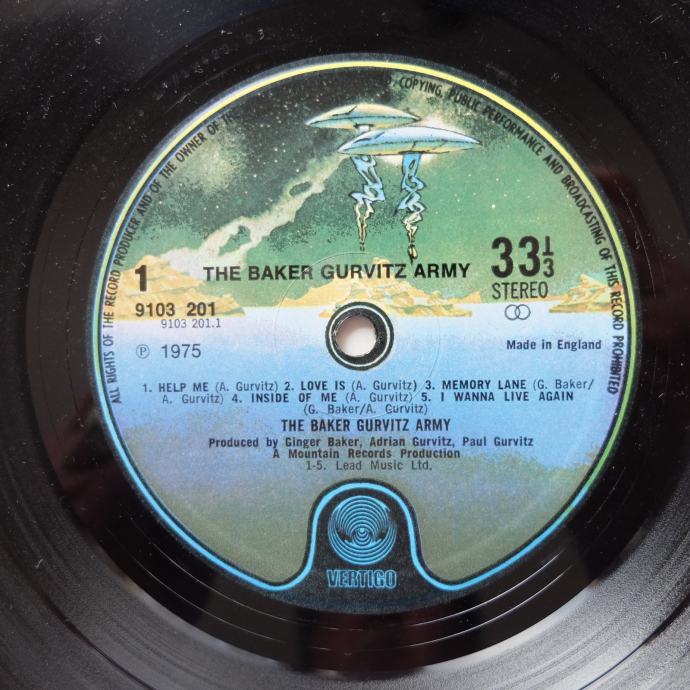 ALL RIGHTS OF THE RECORD PRODUCER AND OF THE OWNER OF THE
COPYING, PUBLIC PERFORMANCE AND BROADCASTING OF THIS RECORD PROHIBITED
1
THE BAKER GURVITZ ARMY
33⅓
STEREO
9103 201
9103 201.1
Ⓟ 1975
Made in England
1. HELP ME (A. Gurvitz) 2. LOVE IS (A. Gurvitz) 3. MEMORY LANE (G. Baker/
A. Gurvitz) 4. INSIDE OF ME (A. Gurvitz) 5. I WANNA LIVE AGAIN
(G. Baker/A. Gurvitz)
THE BAKER GURVITZ ARMY
Produced by Ginger Baker, Adrian Gurvitz, Paul Gurvitz
A Mountain Records Production
1-5. Lead Music Ltd.
VERTIGO